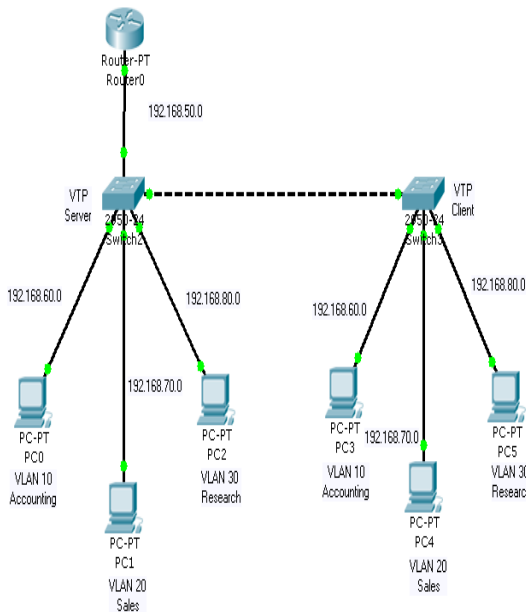 Router-PT
Router0
192.168.50.0
VTP
Server
2950-24
Switch2
VTP
Client
2950-24
Switch3
192.168.60.0
192.168.80.0
192.168.70.0
192.168.60.0
192.168.80.0
192.168.70.0
PC-PT
PC0
VLAN 10
Accounting
PC-PT
PC1
VLAN 20
Sales
PC-PT
PC2
VLAN 30
Research
PC-PT
PC3
VLAN 10
Accounting
PC-PT
PC4
VLAN 20
Sales
PC-PT
PC5
VLAN 30
Researc